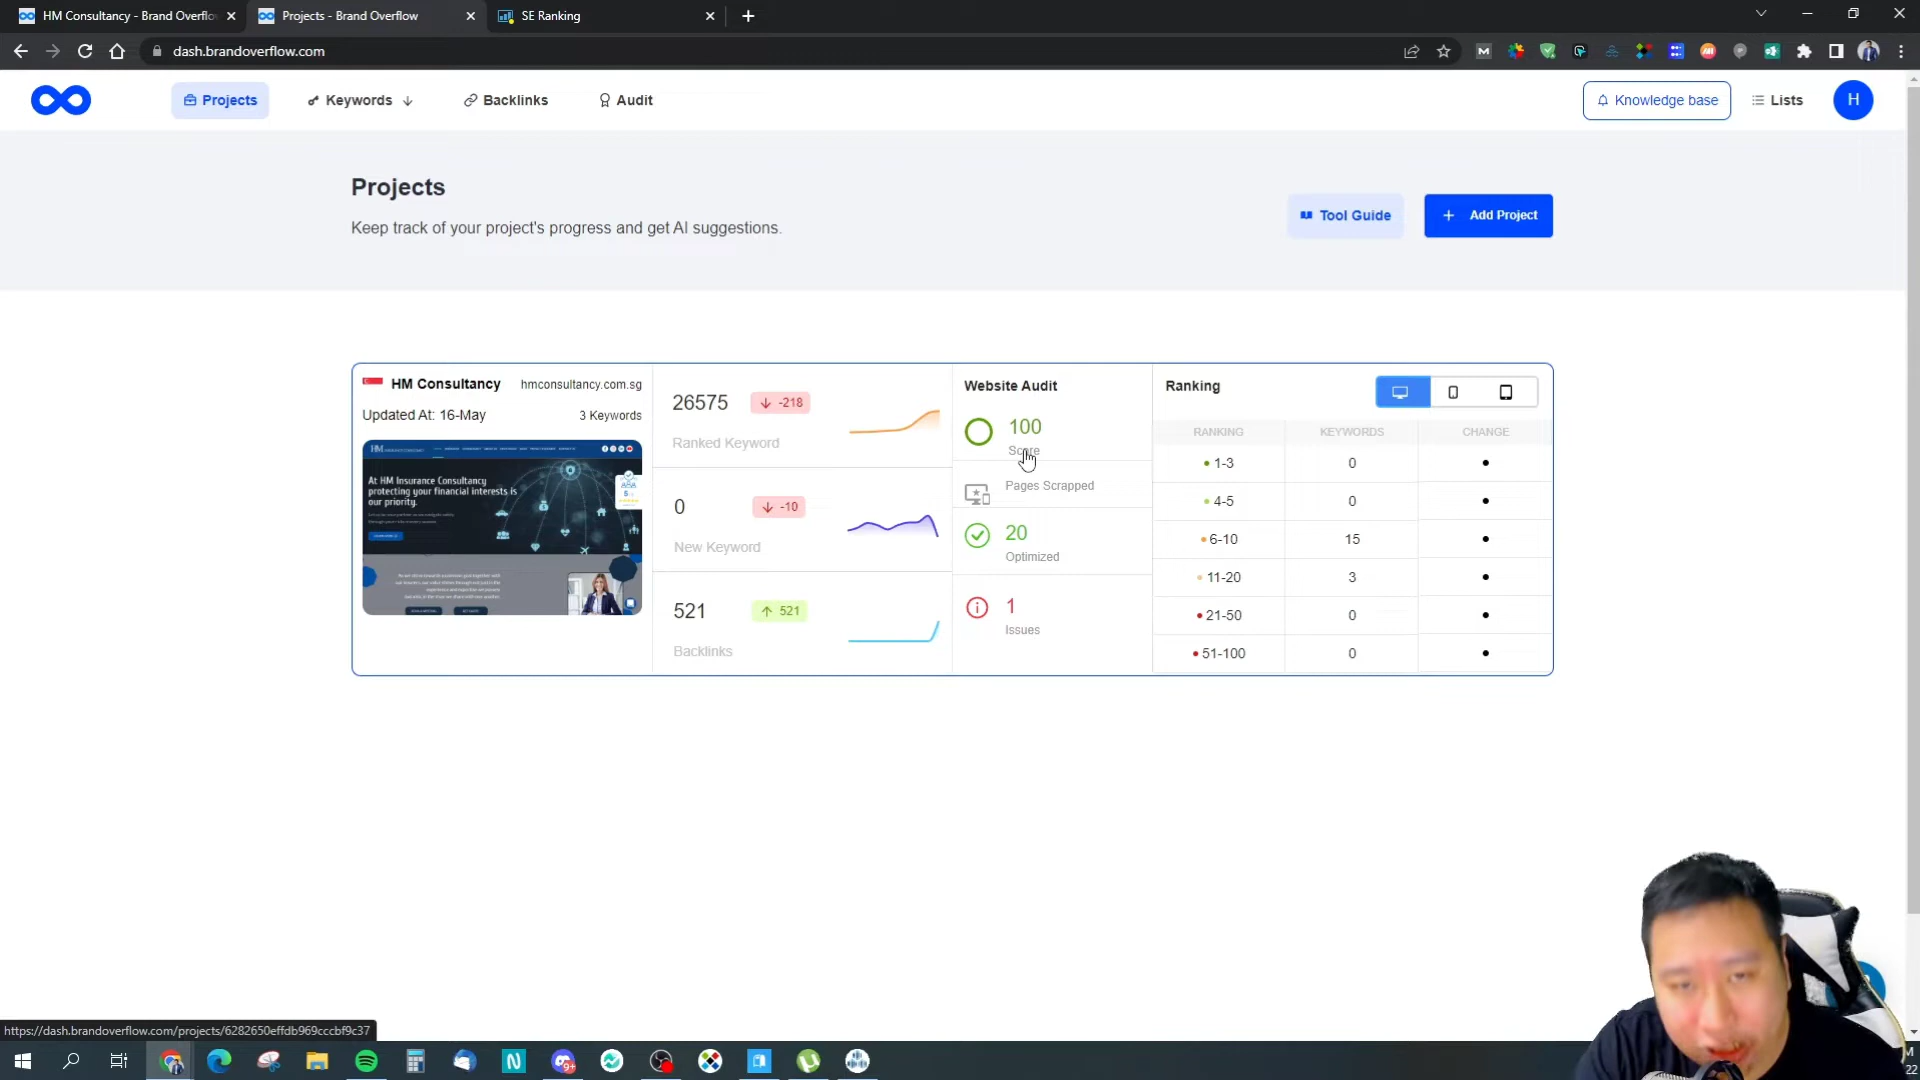 HM Consultancy - Brand Overflo
Projects - Brand Overflow
SE Ranking
dash.brandoverflow.com
Projects
Keywords
Backlinks
Audit
Knowledge base
Lists
H
Projects
Keep track of your project's progress and get AI suggestions.
Tool Guide
+ Add Project
HM Consultancy
hmconsultancy.com.sg
Updated At: 16-May
3 Keywords
At HM Insurance Consultancy
protecting your financial interests is
our priority.
26575
-218
Ranked Keyword
0
-10
New Keyword
521
521
Backlinks
Website Audit
100
Score
Pages Scrapped
20
Optimized
1
Issues
Ranking
RANKING KEYWORDS CHANGE
1-3 0
4-5 0
6-10 15
11-20 3
21-50 0
51-100 0
https://dash.brandoverflow.com/projects/6282650effdb969cccbf9c37